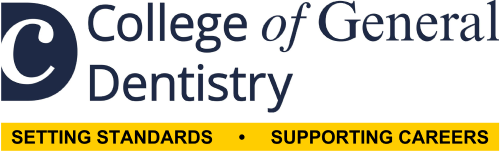 College of General
Dentistry
SETTING STANDARDS • SUPPORTING CAREERS